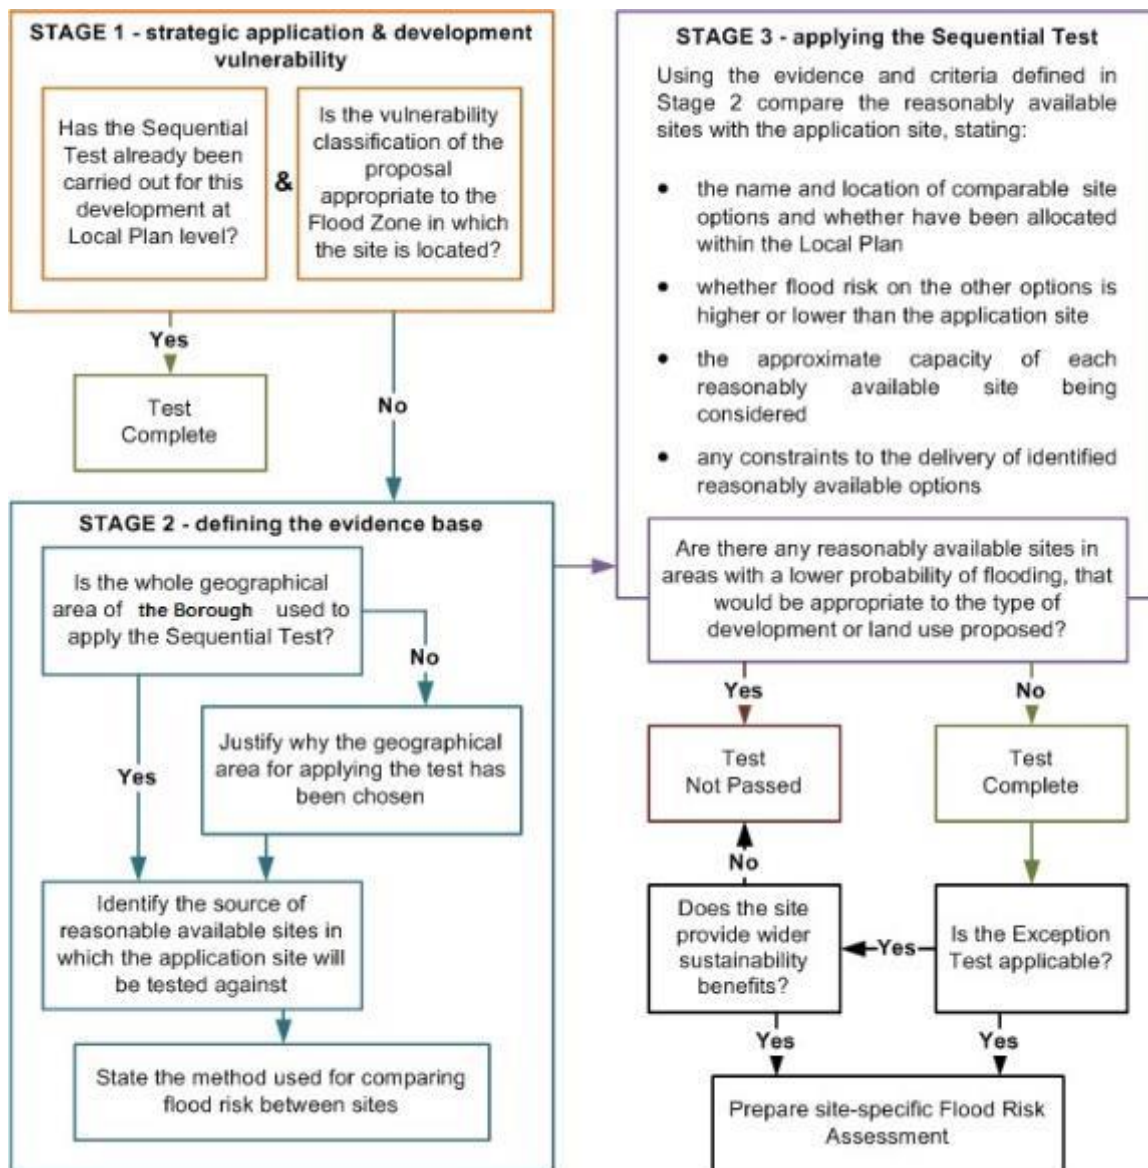 STAGE 1 - strategic application & development
vulnerability
Has the Sequential
Test already been
carried out for this
development at
Local Plan level?
&
Is the vulnerability
classification of the
proposal
appropriate to the
Flood Zone in which
the site is located?
Yes
No
Test
Complete
STAGE 2 - defining the evidence base
Is the whole geographical
area of the Borough used to
apply the Sequential Test?
No
Yes
Justify why the geographical
area for applying the test has
been chosen
Identify the source of
reasonable available sites in
which the application site will
be tested against
State the method used for comparing
flood risk between sites
STAGE 3 - applying the Sequential Test
Using the evidence and criteria defined in
Stage 2 compare the reasonably available
sites with the application site, stating:
• the name and location of comparable site
options and whether have been allocated
within the Local Plan
• whether flood risk on the other options is
higher or lower than the application site
• the approximate capacity of each
reasonably available site being
considered
• any constraints to the delivery of identified
reasonably available options
Are there any reasonably available sites in
areas with a lower probability of flooding, that
would be appropriate to the type of
development or land use proposed?
Yes
No
Test
Not Passed
Test
Complete
No
Does the site
provide wider
sustainability
benefits?
Yes
Is the Exception
Test applicable?
Yes
Yes
Prepare site-specific Flood Risk
Assessment